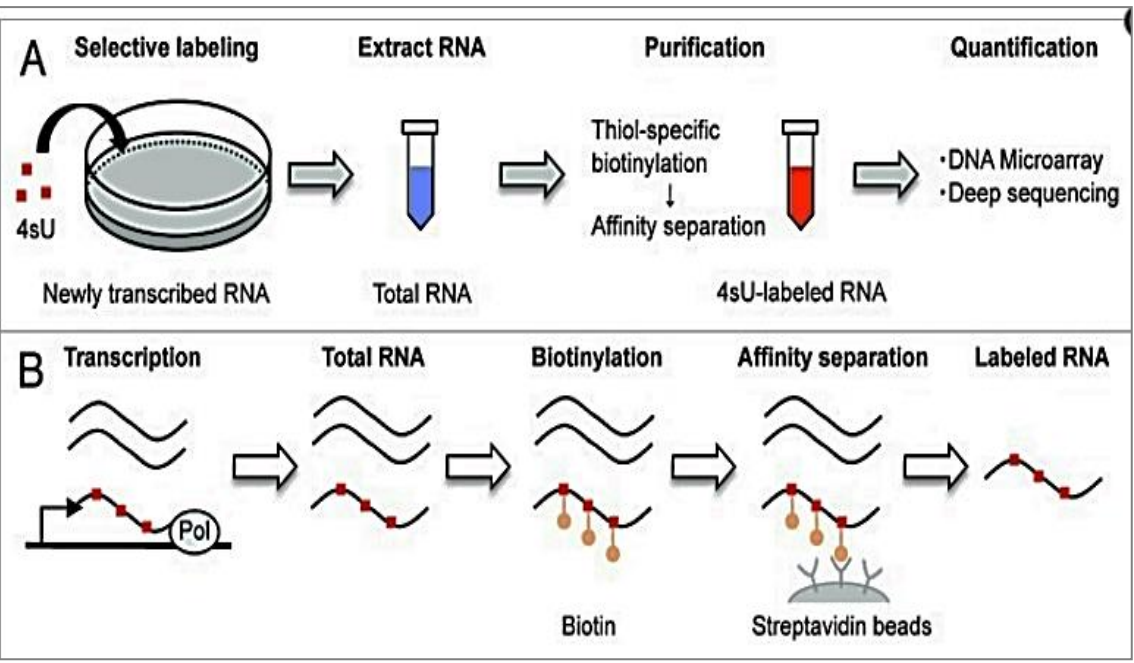 A
Selective labeling
Extract RNA
Purification
Quantification
4sU
Thiol-specific
biotinylation
↓
Affinity separation
·DNA Microarray
·Deep sequencing
Newly transcribed RNA
Total RNA
4sU-labeled RNA
B
Transcription
Total RNA
Biotinylation
Affinity separation
Labeled RNA
Pol
Biotin
Streptavidin beads